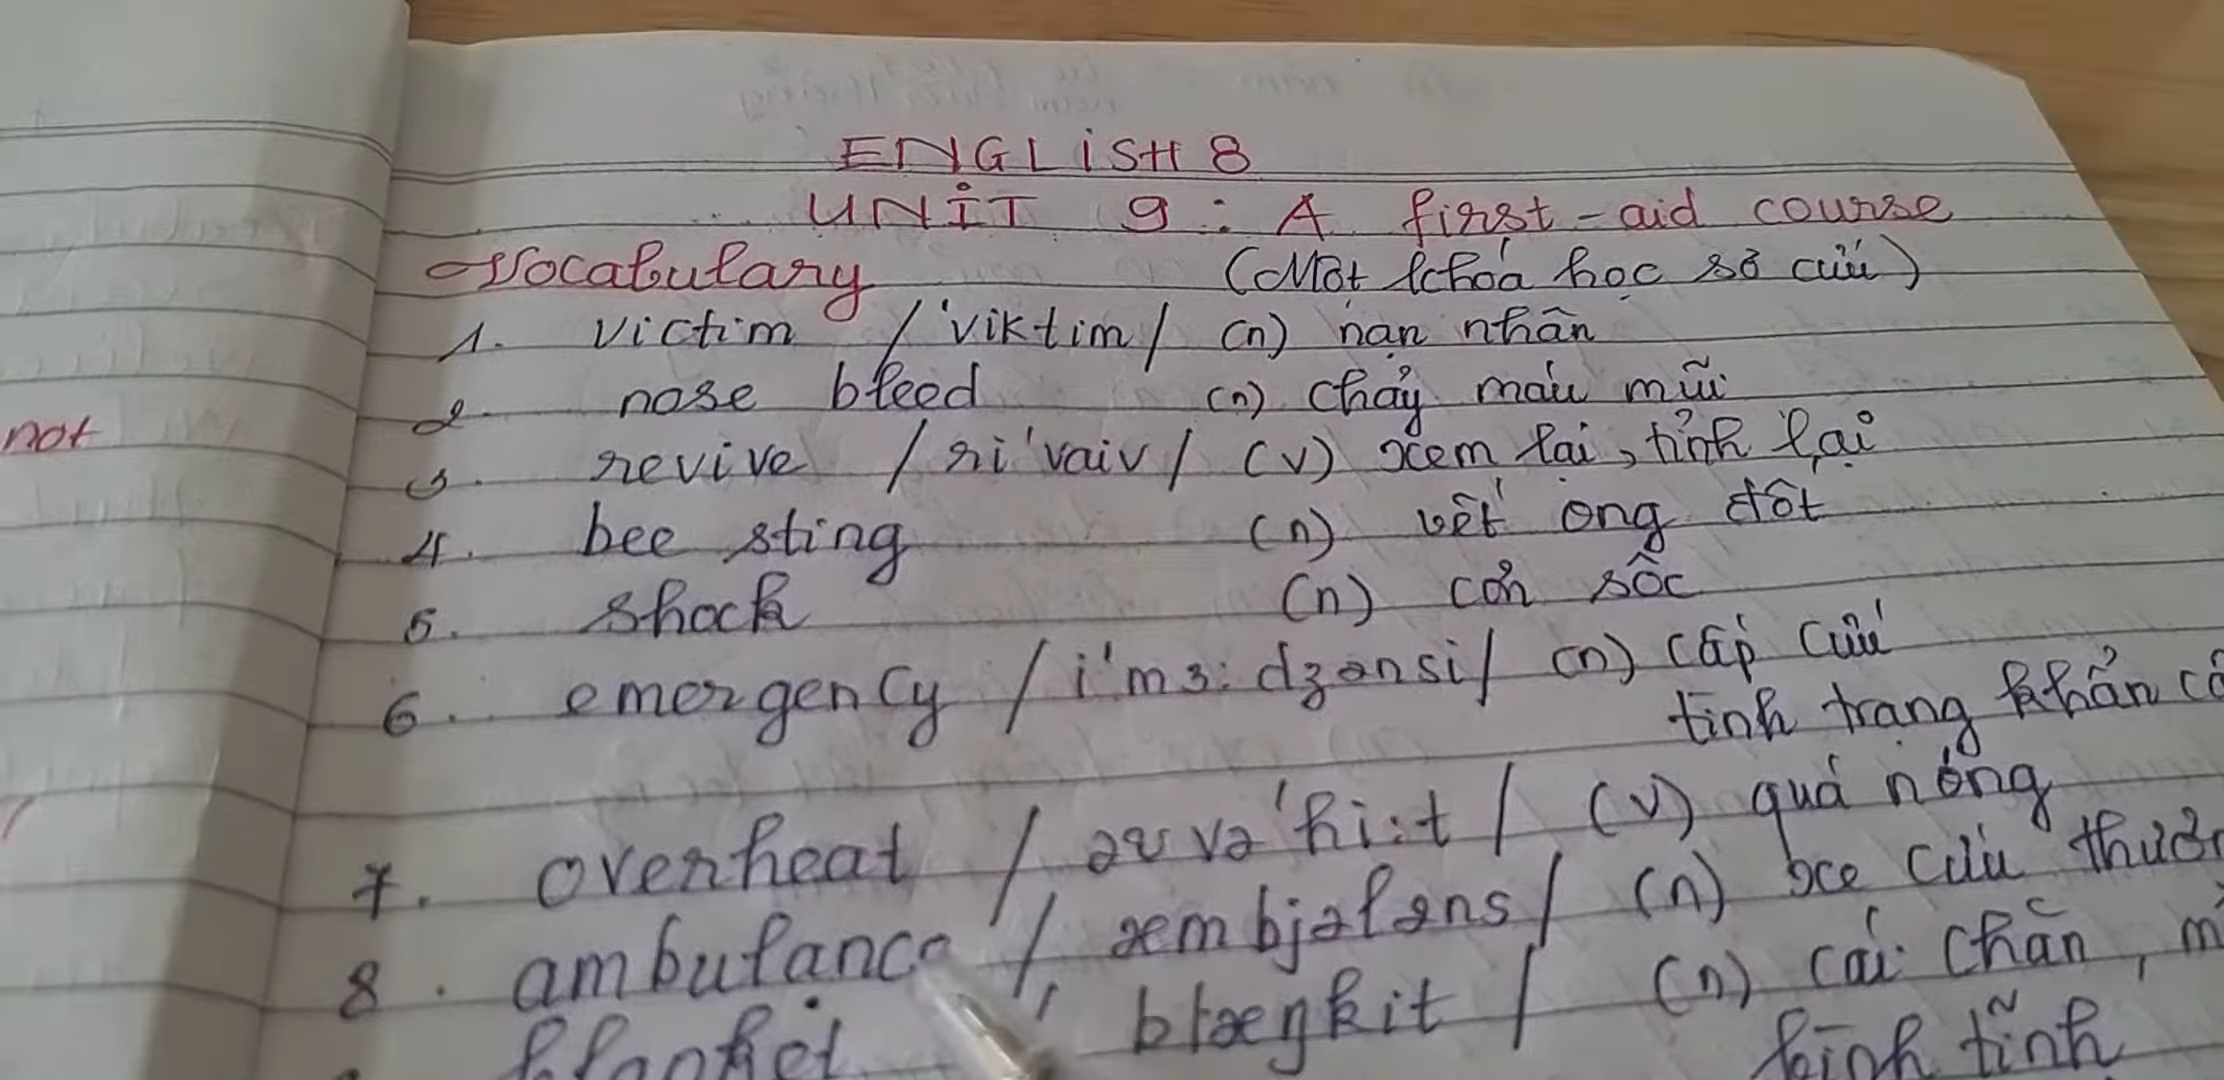 ENGLISH 8
UNIT 9 : A first-aid course
Vocabulary (Một khóa học sơ cứu)
1. victim /'viktim/ (n) nạn nhân
2. nose bleed (n) chảy máu mũi
3. revive /ri'vaiv/ (v) xem lại, tỉnh lại
4. bee sting (n) vết ong đốt
5. shock (n) cơn sốc
6. emergency /i'mɜ:dʒənsi/ (n) cấp cứu
tình trạng khẩn
not
7. overheat /əʊvə'hi:t/ (v) quá nóng
8. ambulance /'æmbjələns/ (n) xe cứu
blanket /'blæŋkit/ (n) cái chăn,